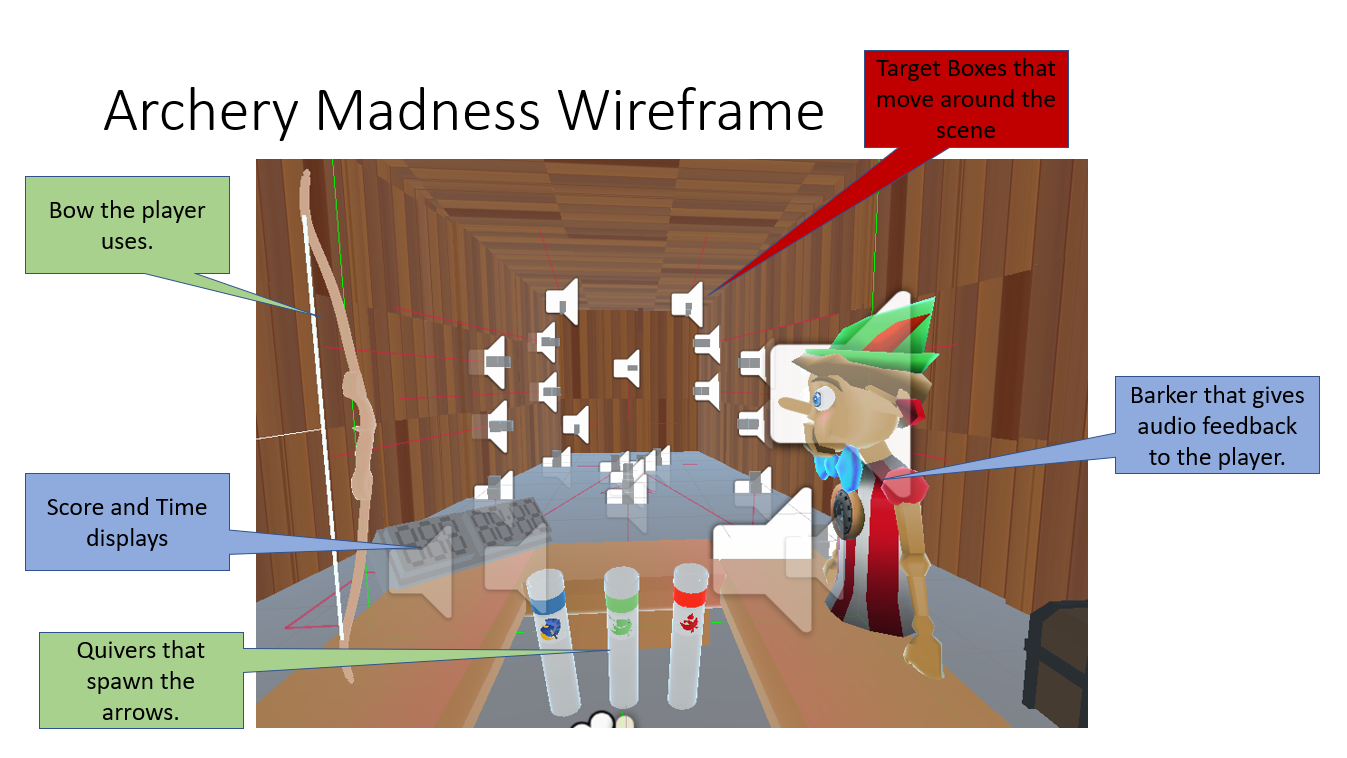 Archery Madness Wireframe
Target Boxes that
move around the
scene
Bow the player
uses.
Barker that gives
audio feedback
to the player.
Score and Time
displays
Quivers that
spawn the
arrows.